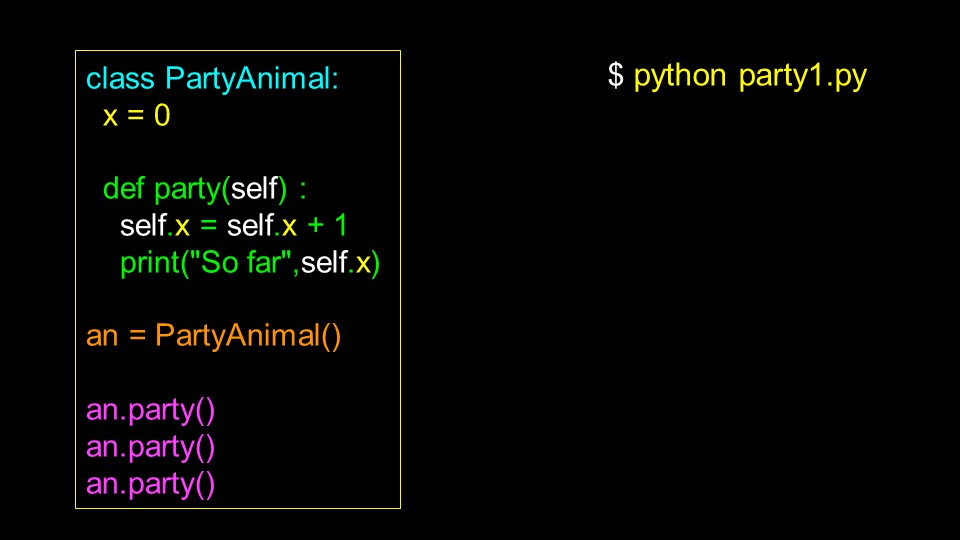 class PartyAnimal:
  x = 0

  def party(self) :
    self.x = self.x + 1
    print("So far",self.x)

an = PartyAnimal()

an.party()
an.party()
an.party()
$ python party1.py